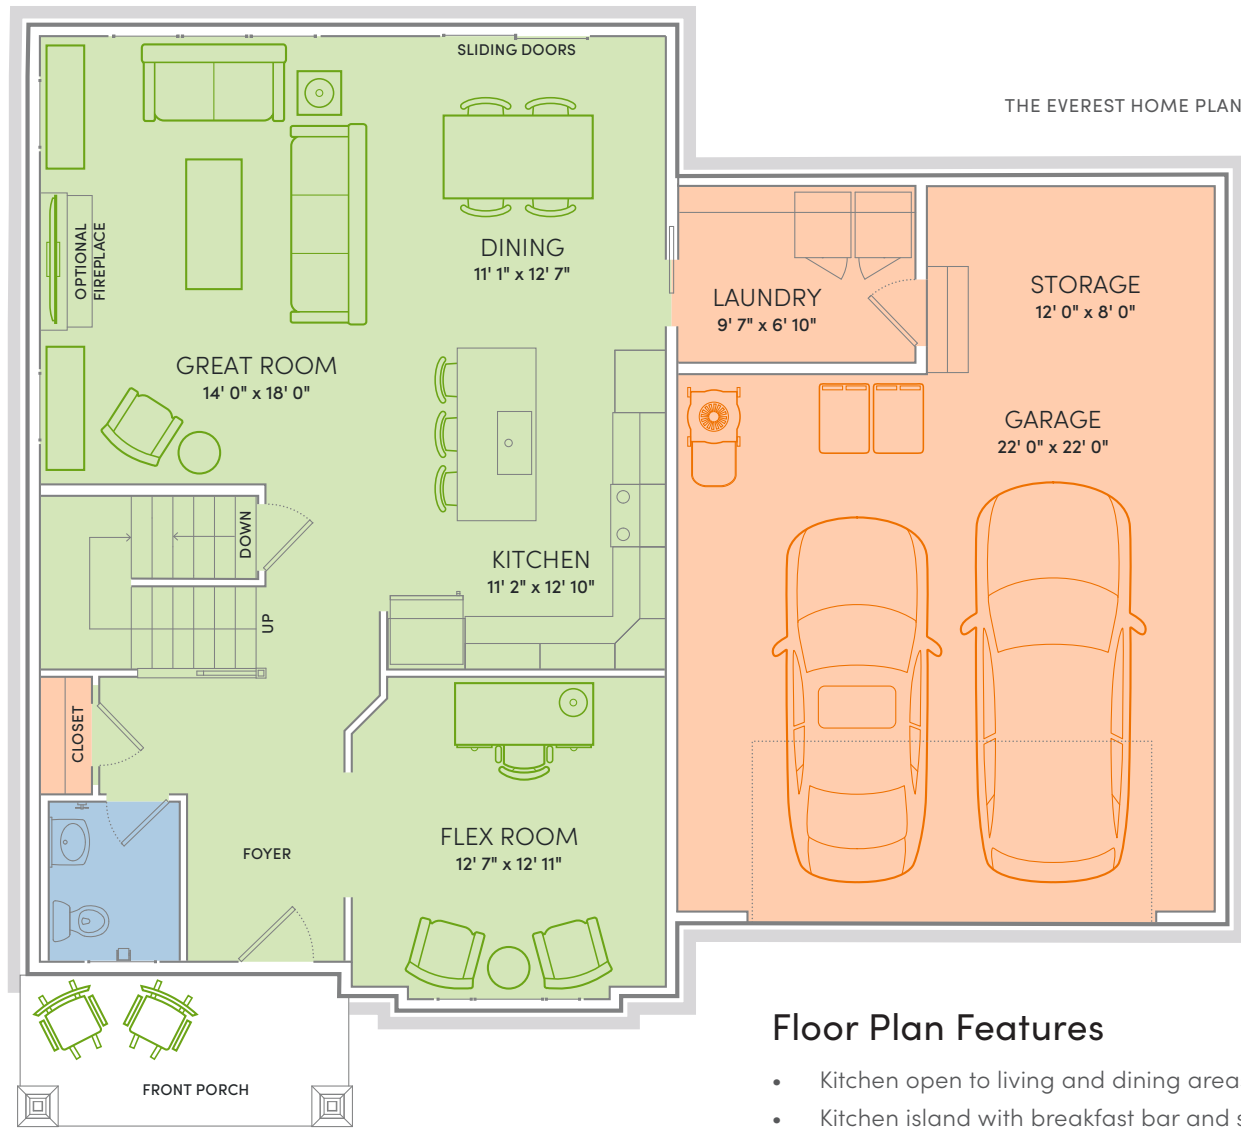 SLIDING DOORS
THE EVEREST HOME PLAN
DINING
11' 1" x 12' 7"
OPTIONAL
FIREPLACE
LAUNDRY
9' 7" x 6' 10"
STORAGE
12' 0" x 8' 0"
GREAT ROOM
14' 0" x 18' 0"
GARAGE
22' 0" x 22' 0"
DOWN
KITCHEN
11' 2" x 12' 10"
UP
CLOSET
FLEX ROOM
12' 7" x 12' 11"
FOYER
FRONT PORCH
Floor Plan Features
• Kitchen open to living and dining area
• Kitchen island with breakfast bar and s